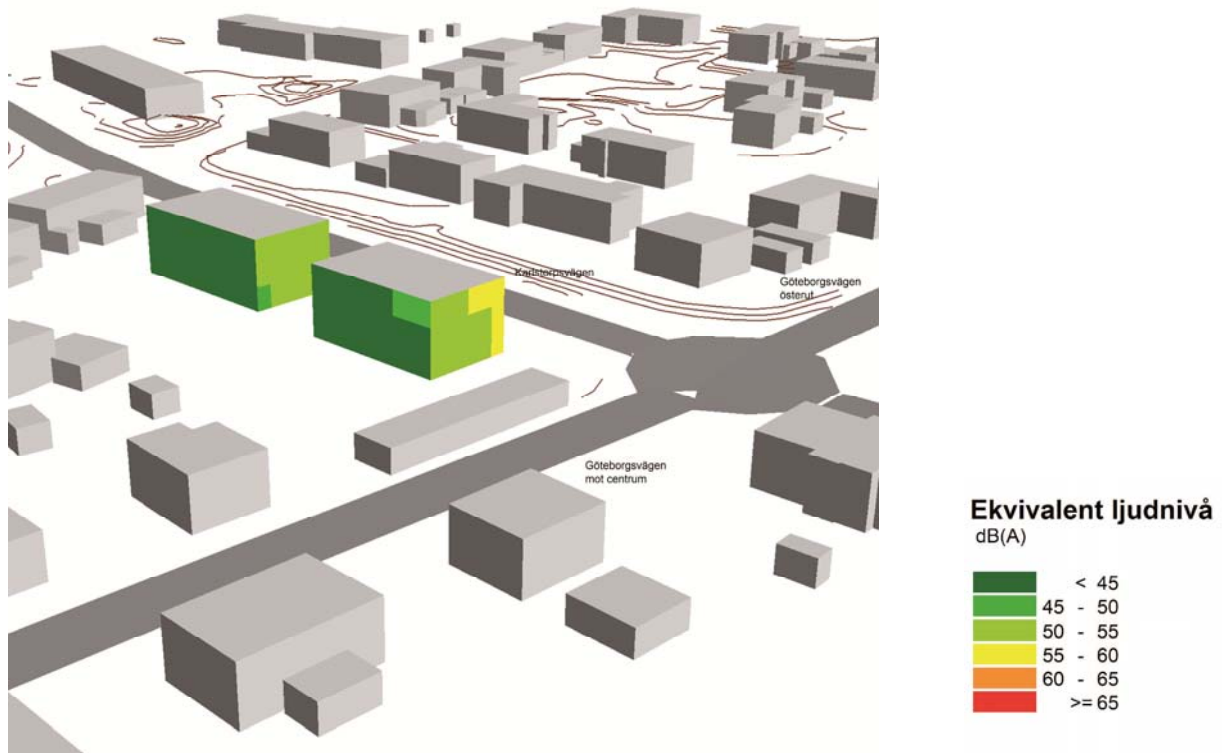 Karlstorpsvägen
Göteborgsvägen
österut
Göteborgsvägen
mot centrum
Ekvivalent ljudnivå
dB(A)
< 45
45 - 50
50 - 55
55 - 60
60 - 65
>= 65